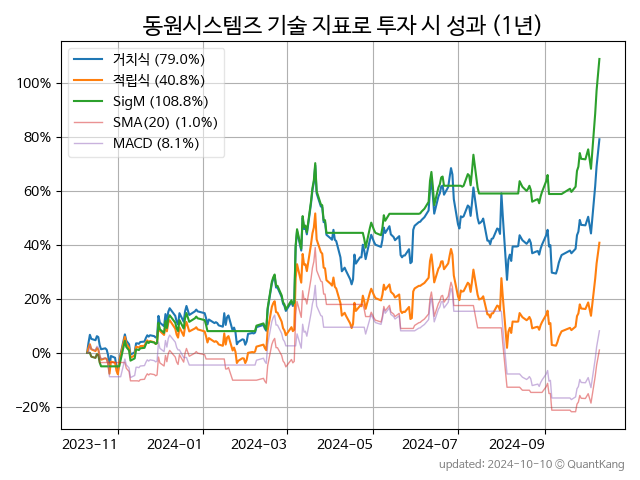 동원시스템즈 기술 지표로 투자 시 성과 (1년)
거치식 (79.0%)
적립식 (40.8%)
SigM (108.8%)
SMA(20) (1.0%)
MACD (8.1%)
100%
80%
60%
40%
20%
0%
−20%
2023-11 2024-01 2024-03 2024-05 2024-07 2024-09
updated: 2024-10-10 © QuantKang